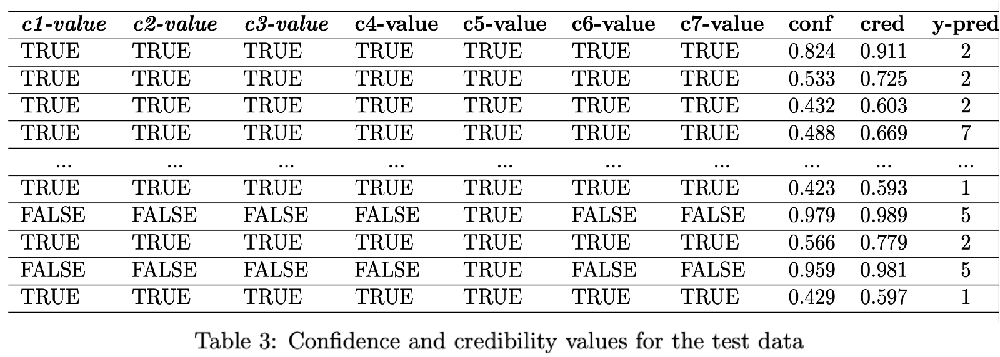 c1-value c2-value c3-value c4-value c5-value c6-value c7-value conf cred y-pred
TRUE TRUE TRUE TRUE TRUE TRUE TRUE 0.824 0.911 2
TRUE TRUE TRUE TRUE TRUE TRUE TRUE 0.533 0.725 2
TRUE TRUE TRUE TRUE TRUE TRUE TRUE 0.432 0.603 2
TRUE TRUE TRUE TRUE TRUE TRUE TRUE 0.488 0.669 7
... ... ... ... ... ... ... ... ... ...
TRUE TRUE TRUE TRUE TRUE TRUE TRUE 0.423 0.593 1
FALSE FALSE FALSE FALSE TRUE FALSE FALSE 0.979 0.989 5
TRUE TRUE TRUE TRUE TRUE TRUE TRUE 0.566 0.779 2
FALSE FALSE FALSE FALSE TRUE FALSE FALSE 0.959 0.981 5
TRUE TRUE TRUE TRUE TRUE TRUE TRUE 0.429 0.597 1
Table 3: Confidence and credibility values for the test data